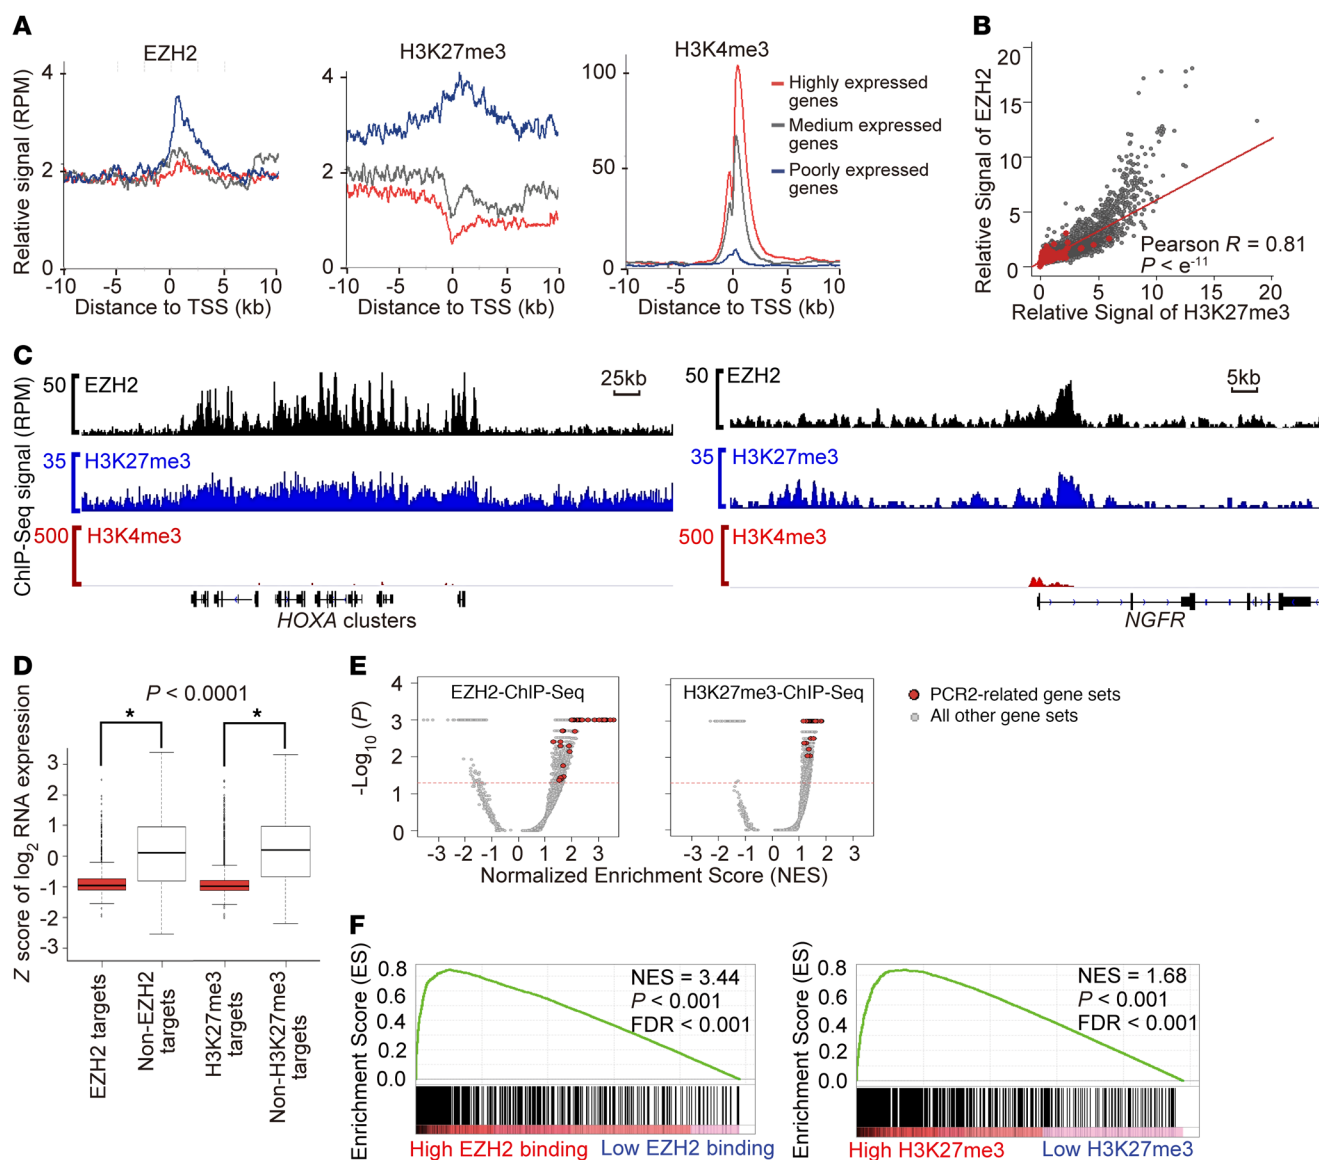 A
EZH2
Relative signal (RPM)
4
2
0
-10 -5 0 5 10
Distance to TSS (kb)
H3K27me3
4
2
0
-10 -5 0 5 10
Distance to TSS (kb)
H3K4me3
100
50
0
-10 -5 0 5 10
Distance to TSS (kb)
Highly expressed
genes
Medium expressed
genes
Poorly expressed
genes
B
Relative Signal of EZH2
20
15
10
5
0
Pearson R = 0.81
P < e-11
0 5 10 15 20
Relative Signal of H3K27me3
C
ChIP-Seq signal (RPM)
50
EZH2
25kb
35
H3K27me3
500
H3K4me3
HOXA clusters
50
EZH2
5kb
35
H3K27me3
500
H3K4me3
NGFR
D
P < 0.0001
* *
Z score of log2 RNA expression
3
2
1
0
-1
-2
-3
EZH2 targets
Non-EZH2
targets
H3K27me3
targets
Non-H3K27me3
targets
E
-Log10 (P)
4
3
2
1
0
EZH2-ChIP-Seq
-3 -2 -1 0 1 2 3
H3K27me3-ChIP-Seq
-3 -2 -1 0 1 2 3
Normalized Enrichment Score (NES)
PCR2-related gene sets
All other gene sets
F
Enrichment Score (ES)
0.8
0.6
0.4
0.2
0.0
NES = 3.44
P < 0.001
FDR < 0.001
High EZH2 binding Low EZH2 binding
Enrichment Score (ES)
0.8
0.6
0.4
0.2
0.0
NES = 1.68
P < 0.001
FDR < 0.001
High H3K27me3 Low H3K27me3